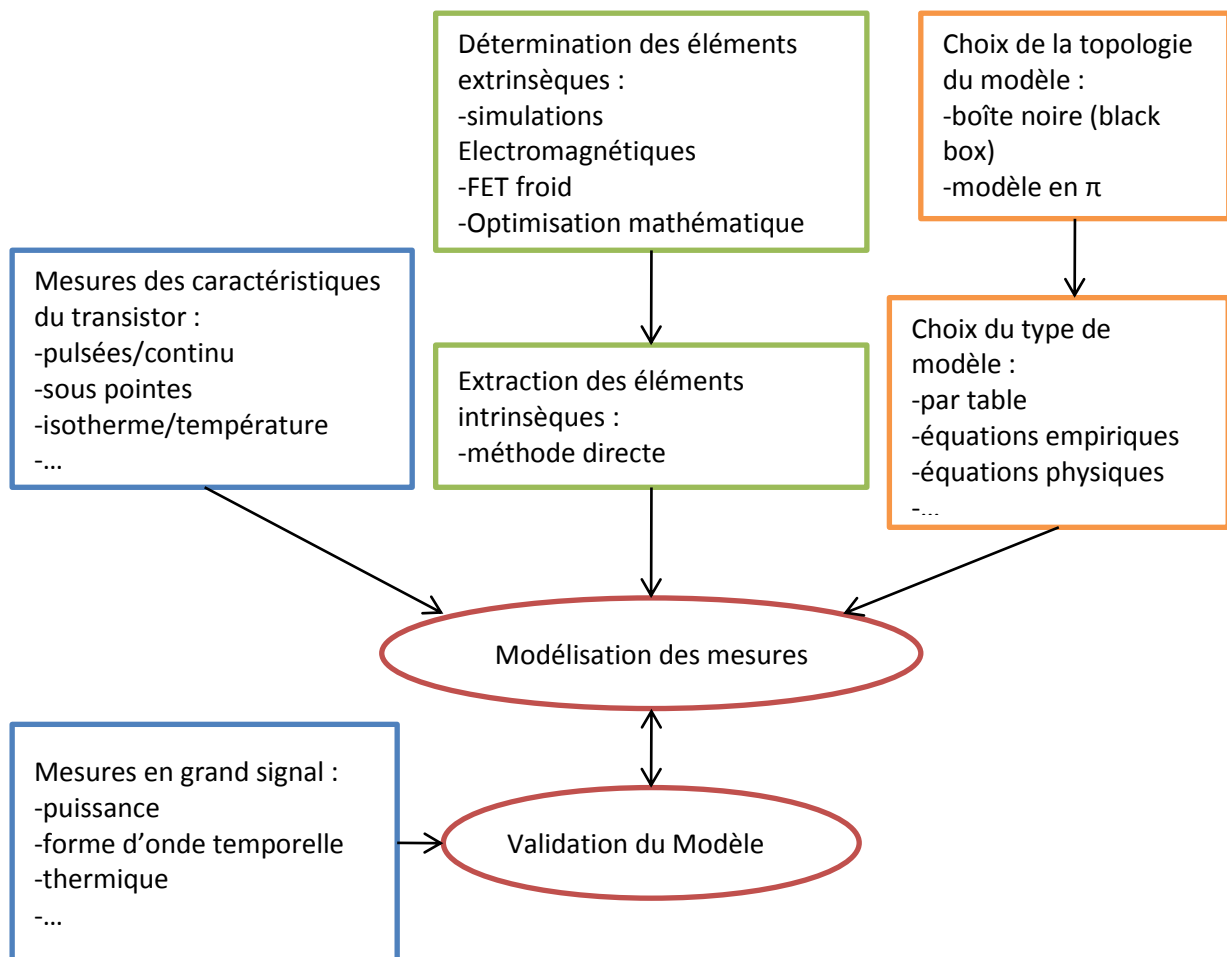 Détermination des éléments
extrinsèques :
-simulations
Electromagnétiques
-FET froid
-Optimisation mathématique
Choix de la topologie
du modèle :
-boîte noire (black
box)
-modèle en π
Mesures des caractéristiques
du transistor :
-pulsées/continu
-sous pointes
-isotherme/température
-...
Extraction des éléments
intrinsèques :
-méthode directe
Choix du type de
modèle :
-par table
-équations empiriques
-équations physiques
-...
Modélisation des mesures
Mesures en grand signal :
-puissance
-forme d’onde temporelle
-thermique
-...
Validation du Modèle